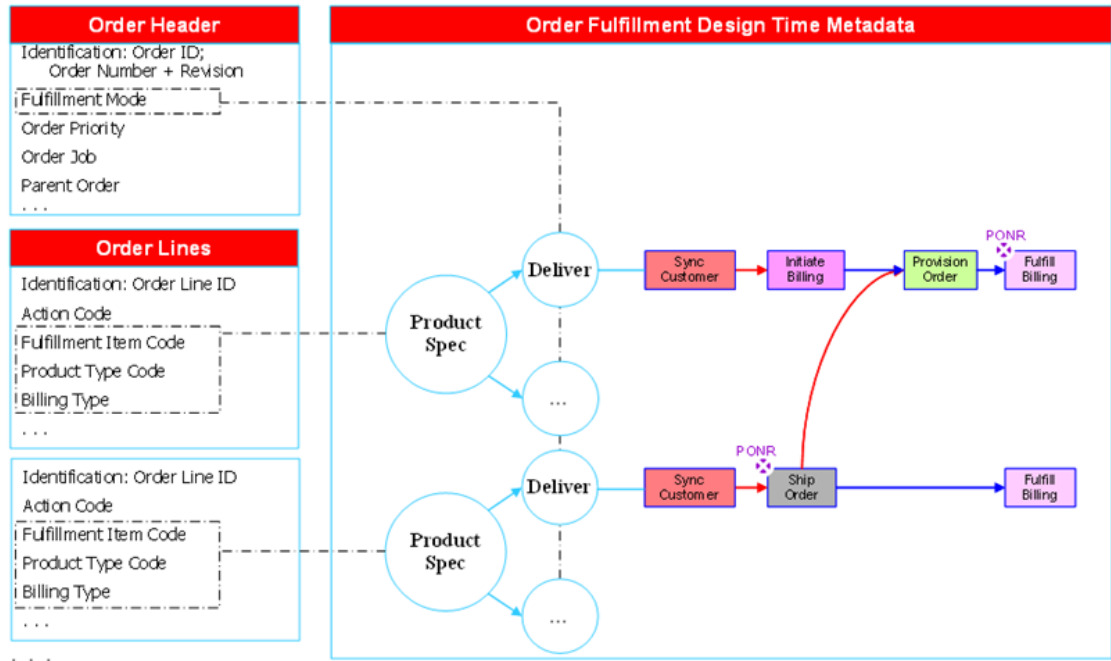 Order Header
Identification: Order ID;
Order Number + Revision
Fulfillment Mode
Order Priority
Order Job
Parent Order
. . .
Order Lines
Identification: Order Line ID
Action Code
Fulfillment Item Code
Product Type Code
Billing Type
. . .
Identification: Order Line ID
Action Code
Fulfillment Item Code
Product Type Code
Billing Type
. . .
. . .
Order Fulfillment Design Time Metadata
Product
Spec
Deliver
...
Sync
Customer
Initiate
Billing
Provision
Order
PONR
Fulfill
Billing
Product
Spec
Deliver
...
Sync
Customer
PONR
Ship
Order
Fulfill
Billing